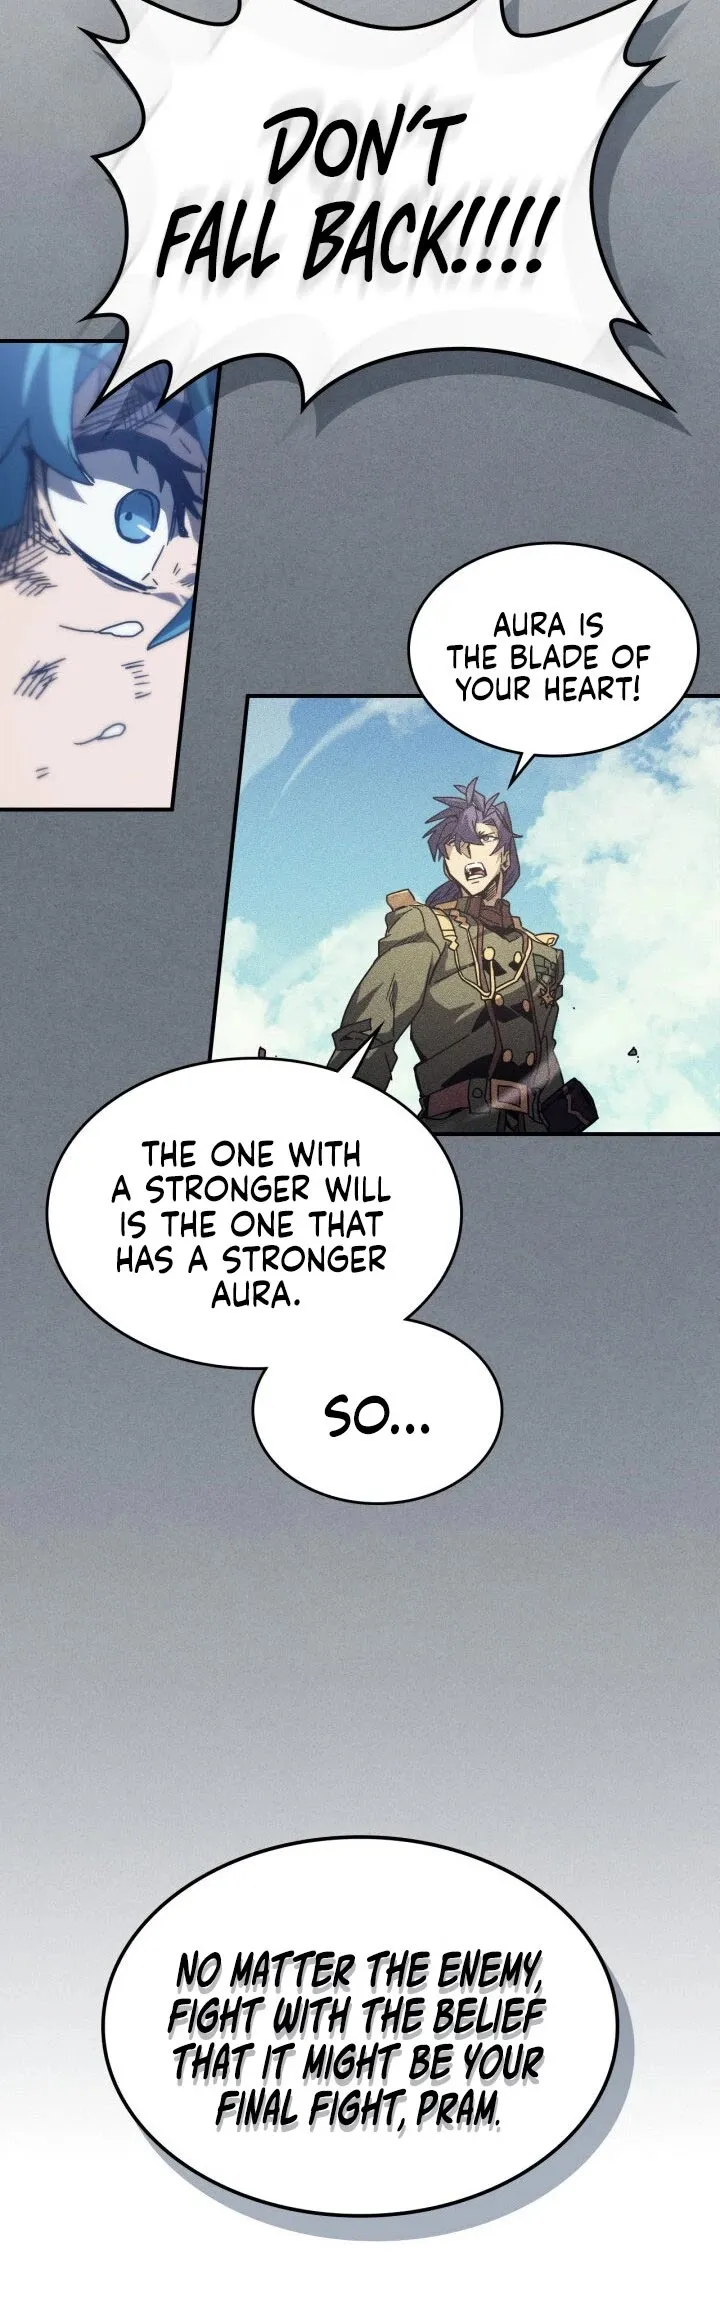 DON'T
FALL BACK!!!!
AURA IS
THE BLADE OF
YOUR HEART!
THE ONE WITH
A STRONGER WILL
IS THE ONE THAT
HAS A STRONGER
AURA.
SO...
NO MATTER THE ENEMY,
FIGHT WITH THE BELIEF
THAT IT MIGHT BE YOUR
FINAL FIGHT, PRAM.